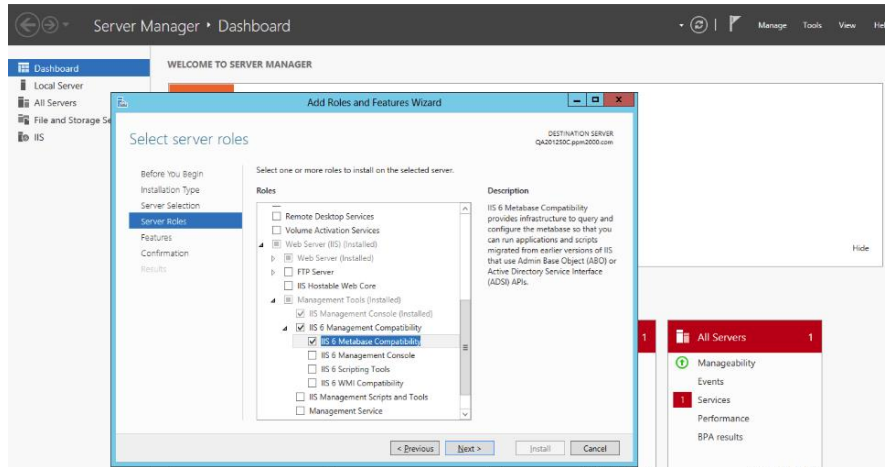 Server Manager ‣ Dashboard
Manage Tools View Hel
Dashboard
Local Server
All Servers
File and Storage Se
IIS
WELCOME TO SERVER MANAGER
Add Roles and Features Wizard
Select server roles
DESTINATION SERVER
QA201250C.ppm2000.com
Before You Begin
Installation Type
Server Selection
Server Roles
Features
Confirmation
Results
Select one or more roles to install on the selected server.
Roles
Remote Desktop Services
Volume Activation Services
Web Server (IIS) (Installed)
Web Server (Installed)
FTP Server
IIS Hostable Web Core
Management Tools (Installed)
IIS Management Console (Installed)
IIS 6 Management Compatibility
IIS 6 Metabase Compatibility
IIS 6 Management Console
IIS 6 Scripting Tools
IIS 6 WMI Compatibility
IIS Management Scripts and Tools
Management Service
Description
IIS 6 Metabase Compatibility
provides infrastructure to query and
configure the metabase so that you
can run applications and scripts
migrated from earlier versions of IIS
that use Admin Base Object (ABO) or
Active Directory Service Interface
(ADSI) APIs.
< Previous Next > Install Cancel
Hide
1
All Servers 1
Manageability
Events
1 Services
Performance
BPA results